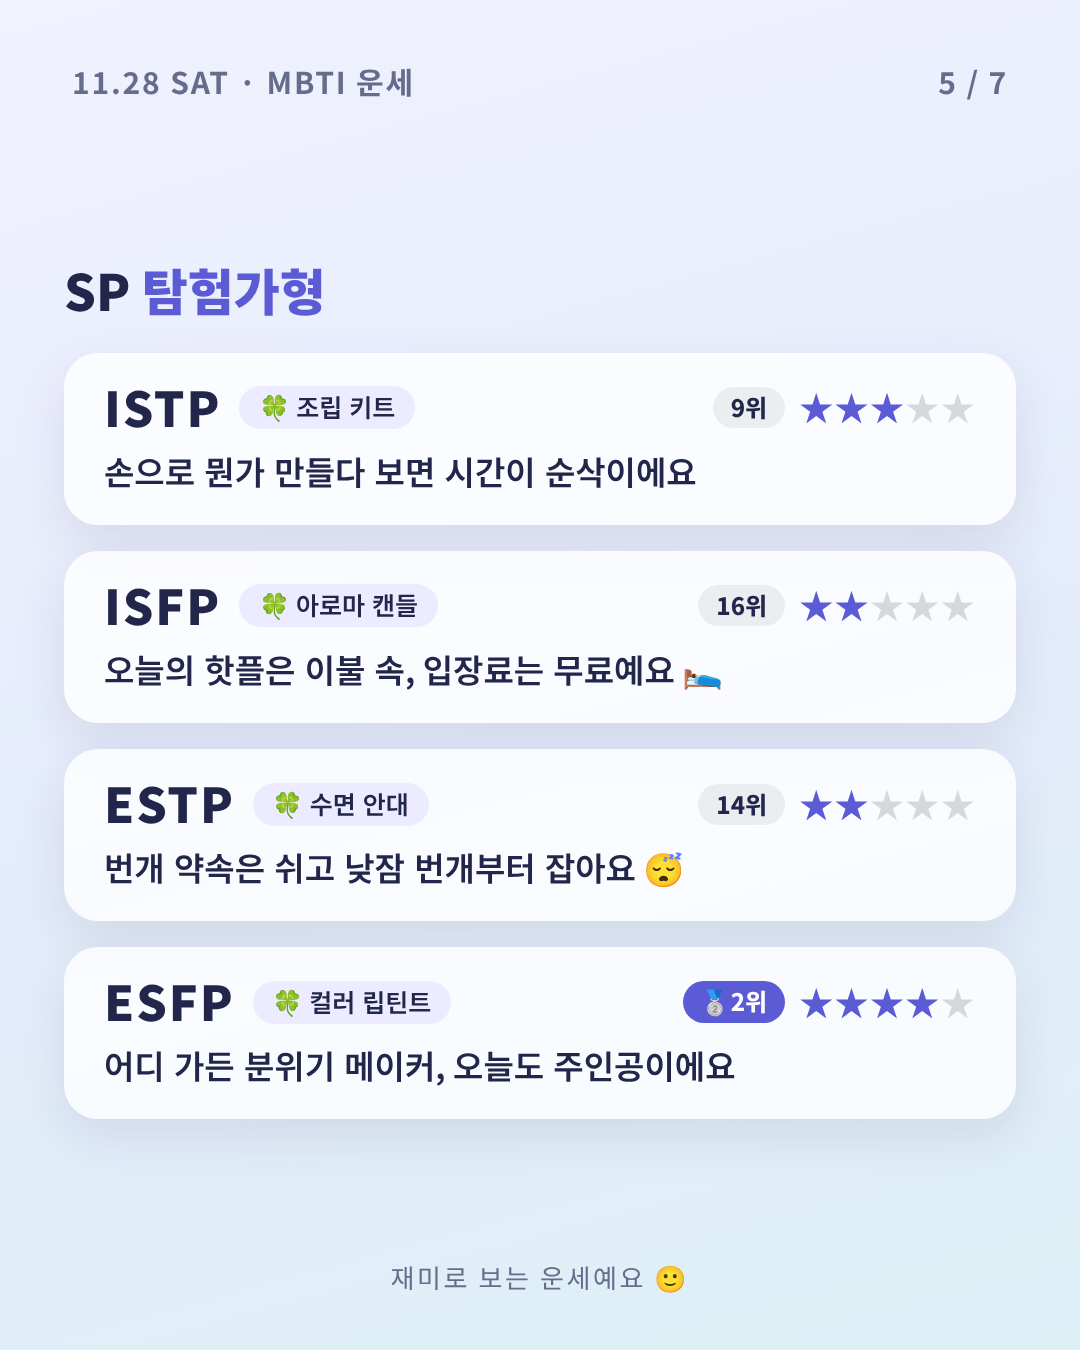 11.28 SAT · MBTI 운세
5 / 7
SP 탐험가형
ISTP 🍀 조립 키트 9위 ★★★★★
손으로 뭔가 만들다 보면 시간이 순삭이에요
ISFP 🍀 아로마 캔들 16위 ★★★★★
오늘의 핫플은 이불 속, 입장료는 무료예요 🛌
ESTP 🍀 수면 안대 14위 ★★★★★
번개 약속은 쉬고 낮잠 번개부터 잡아요 😴
ESFP 🍀 컬러 립틴트 🥈2위 ★★★★★
어디 가든 분위기 메이커, 오늘도 주인공이에요
재미로 보는 운세예요 🙂